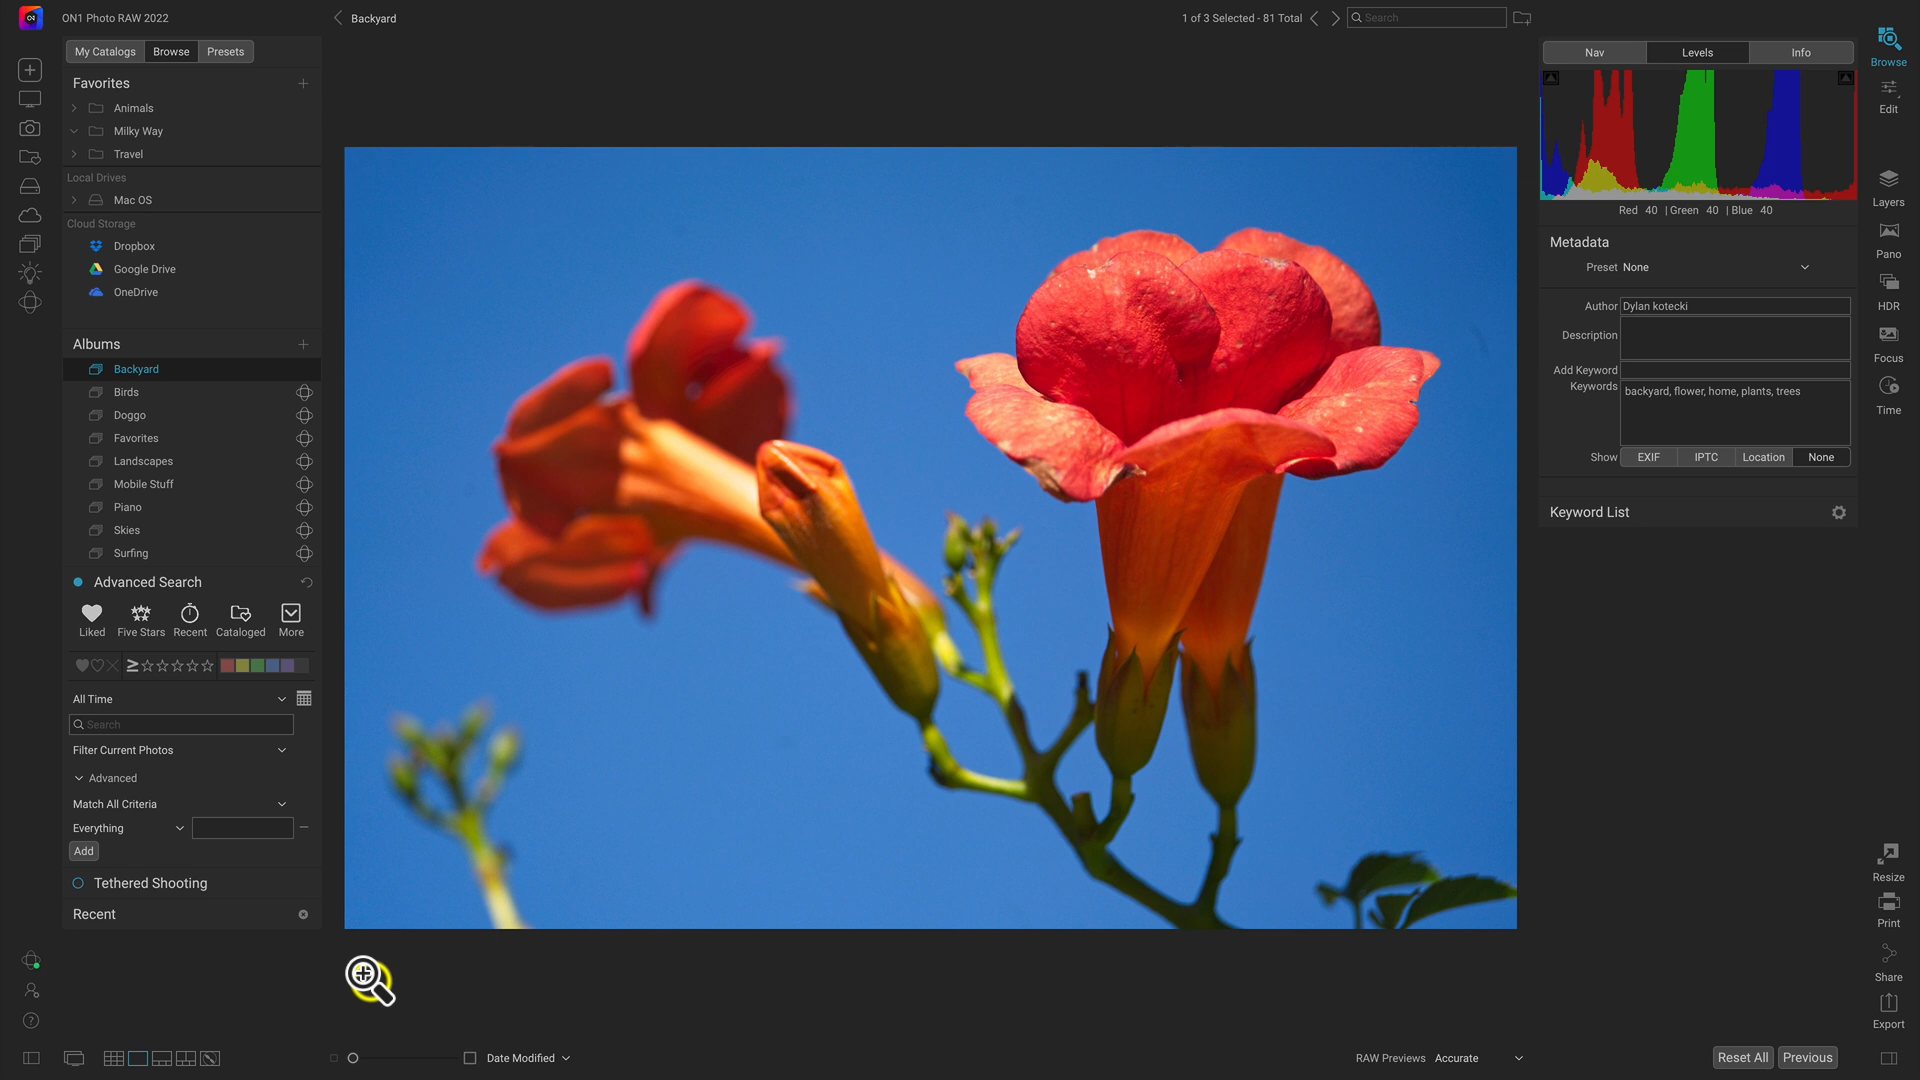 ON1 Photo RAW 2022
Backyard
1 of 3 Selected - 81 Total
Search
My Catalogs
Browse
Presets
Favorites
Animals
Milky Way
Travel
Local Drives
Mac OS
Cloud Storage
Dropbox
Google Drive
OneDrive
Albums
Backyard
Birds
Doggo
Favorites
Landscapes
Mobile Stuff
Piano
Skies
Surfing
Advanced Search
Liked
Five Stars
Recent
Cataloged
More
All Time
Search
Filter Current Photos
Advanced
Match All Criteria
Everything
Add
Tethered Shooting
Recent
Date Modified
RAW Previews Accurate
Reset All
Previous
Nav
Levels
Info
Red 40 | Green 40 | Blue 40
Metadata
Preset None
Author Dylan kotecki
Description
Add Keyword
Keywords backyard, flower, home, plants, trees
Show EXIF IPTC Location None
Keyword List
Browse
Edit
Layers
Pano
HDR
Focus
Time
Resize
Print
Share
Export